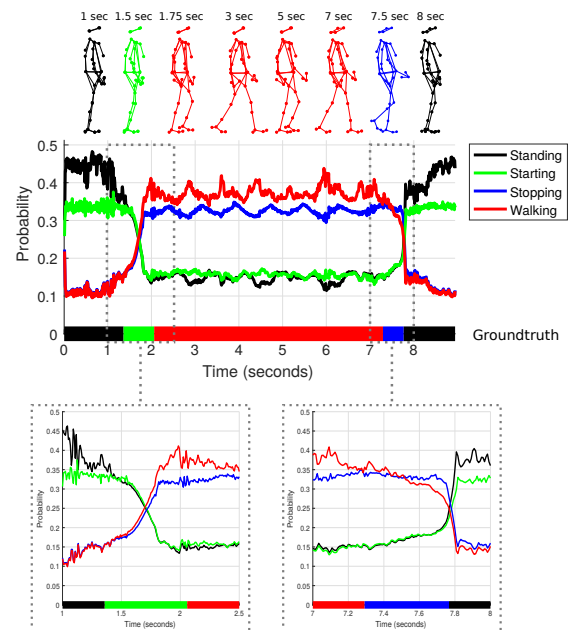 1 sec 1.5 sec 1.75 sec 3 sec 5 sec 7 sec 7.5 sec 8 sec
0.5
0.4
0.3
0.2
0.1
0
Probability
0 1 2 3 4 5 6 7 8
Time (seconds)
Standing
Starting
Stopping
Walking
Groundtruth
0.5
0.45
0.4
0.35
0.3
0.25
0.2
0.15
0.1
0.05
0
Probability
1 1.5 2 2.5
Time (seconds)
0.5
0.45
0.4
0.35
0.3
0.25
0.2
0.15
0.1
0.05
0
Probability
7 7.2 7.4 7.6 7.8 8
Time (seconds)